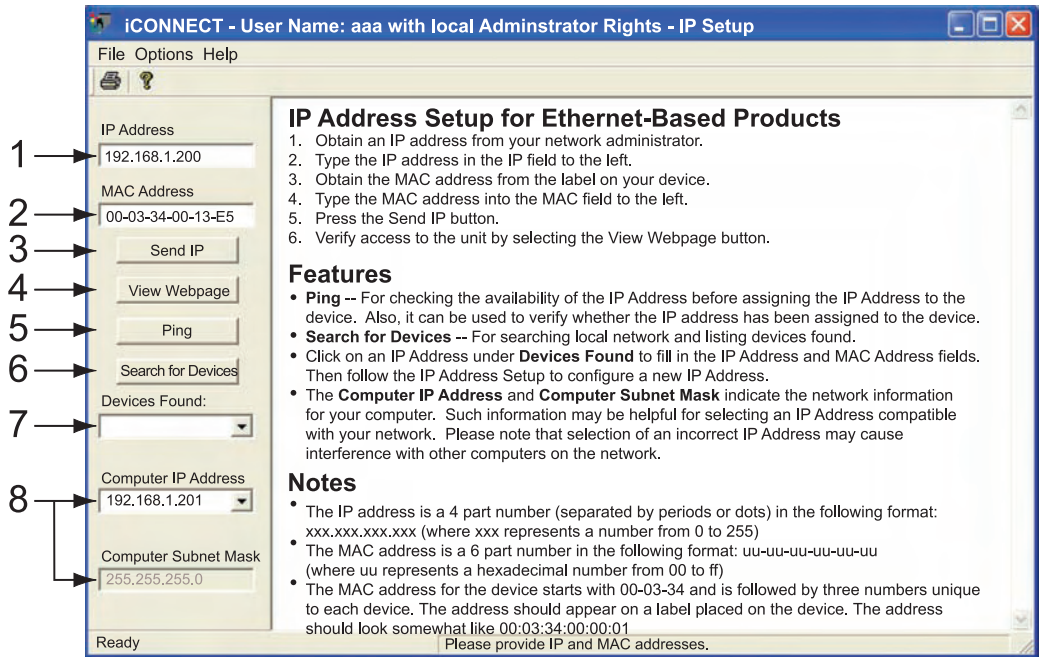 iCONNECT - User Name: aaa with local Adminstrator Rights - IP Setup
File Options Help
IP Address
1
192.168.1.200
MAC Address
2
00-03-34-00-13-E5
3
Send IP
4
View Webpage
5
Ping
6
Search for Devices
Devices Found:
7
Computer IP Address
8
192.168.1.201
Computer Subnet Mask
255.255.255.0
IP Address Setup for Ethernet-Based Products
1. Obtain an IP address from your network administrator.
2. Type the IP address in the IP field to the left.
3. Obtain the MAC address from the label on your device.
4. Type the MAC address into the MAC field to the left.
5. Press the Send IP button.
6. Verify access to the unit by selecting the View Webpage button.
Features
• Ping -- For checking the availability of the IP Address before assigning the IP Address to the
device. Also, it can be used to verify whether the IP address has been assigned to the device.
• Search for Devices -- For searching local network and listing devices found.
• Click on an IP Address under Devices Found to fill in the IP Address and MAC Address fields.
Then follow the IP Address Setup to configure a new IP Address.
• The Computer IP Address and Computer Subnet Mask indicate the network information
for your computer. Such information may be helpful for selecting an IP Address compatible
with your network. Please note that selection of an incorrect IP Address may cause
interference with other computers on the network.
Notes
• The IP address is a 4 part number (separated by periods or dots) in the following format:
xxx.xxx.xxx.xxx (where xxx represents a number from 0 to 255)
• The MAC address is a 6 part number in the following format: uu-uu-uu-uu-uu-uu
(where uu represents a hexadecimal number from 00 to ff)
• The MAC address for the device starts with 00-03-34 and is followed by three numbers unique
to each device. The address should appear on a label placed on the device. The address
should look somewhat like 00:03:34:00:00:01
Ready
Please provide IP and MAC addresses.